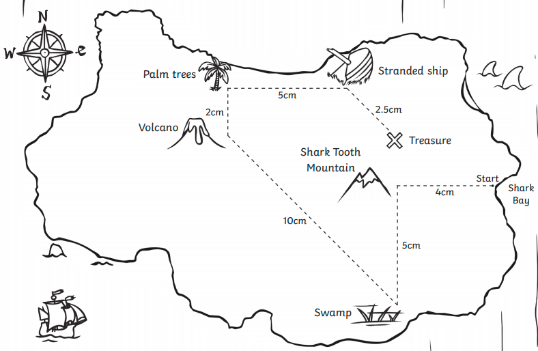 N
W
e
S
Palm trees
Stranded ship
5cm
2.5cm
2cm
Volcano
Treasure
Shark Tooth
Mountain
Start
Shark
Bay
4cm
10cm
5cm
Swamp